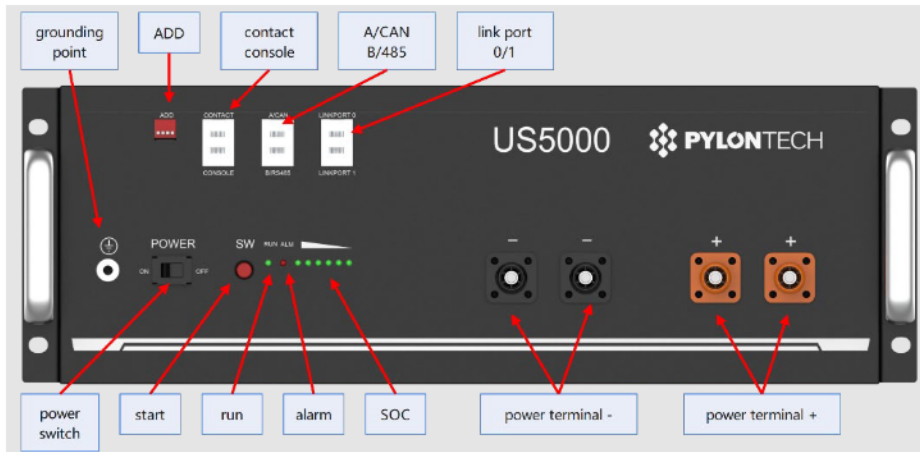 grounding
point
ADD
contact
console
A/CAN
B/485
link port
0/1
ADD
CONTACT
A/CAN
LINKPORT 0
CONSOLE
B/RS485
LINKPORT 1
US5000
PYLONTECH
POWER
ON
OFF
SW
RUN
ALM
−
−
+
+
power
switch
start
run
alarm
SOC
power terminal -
power terminal +